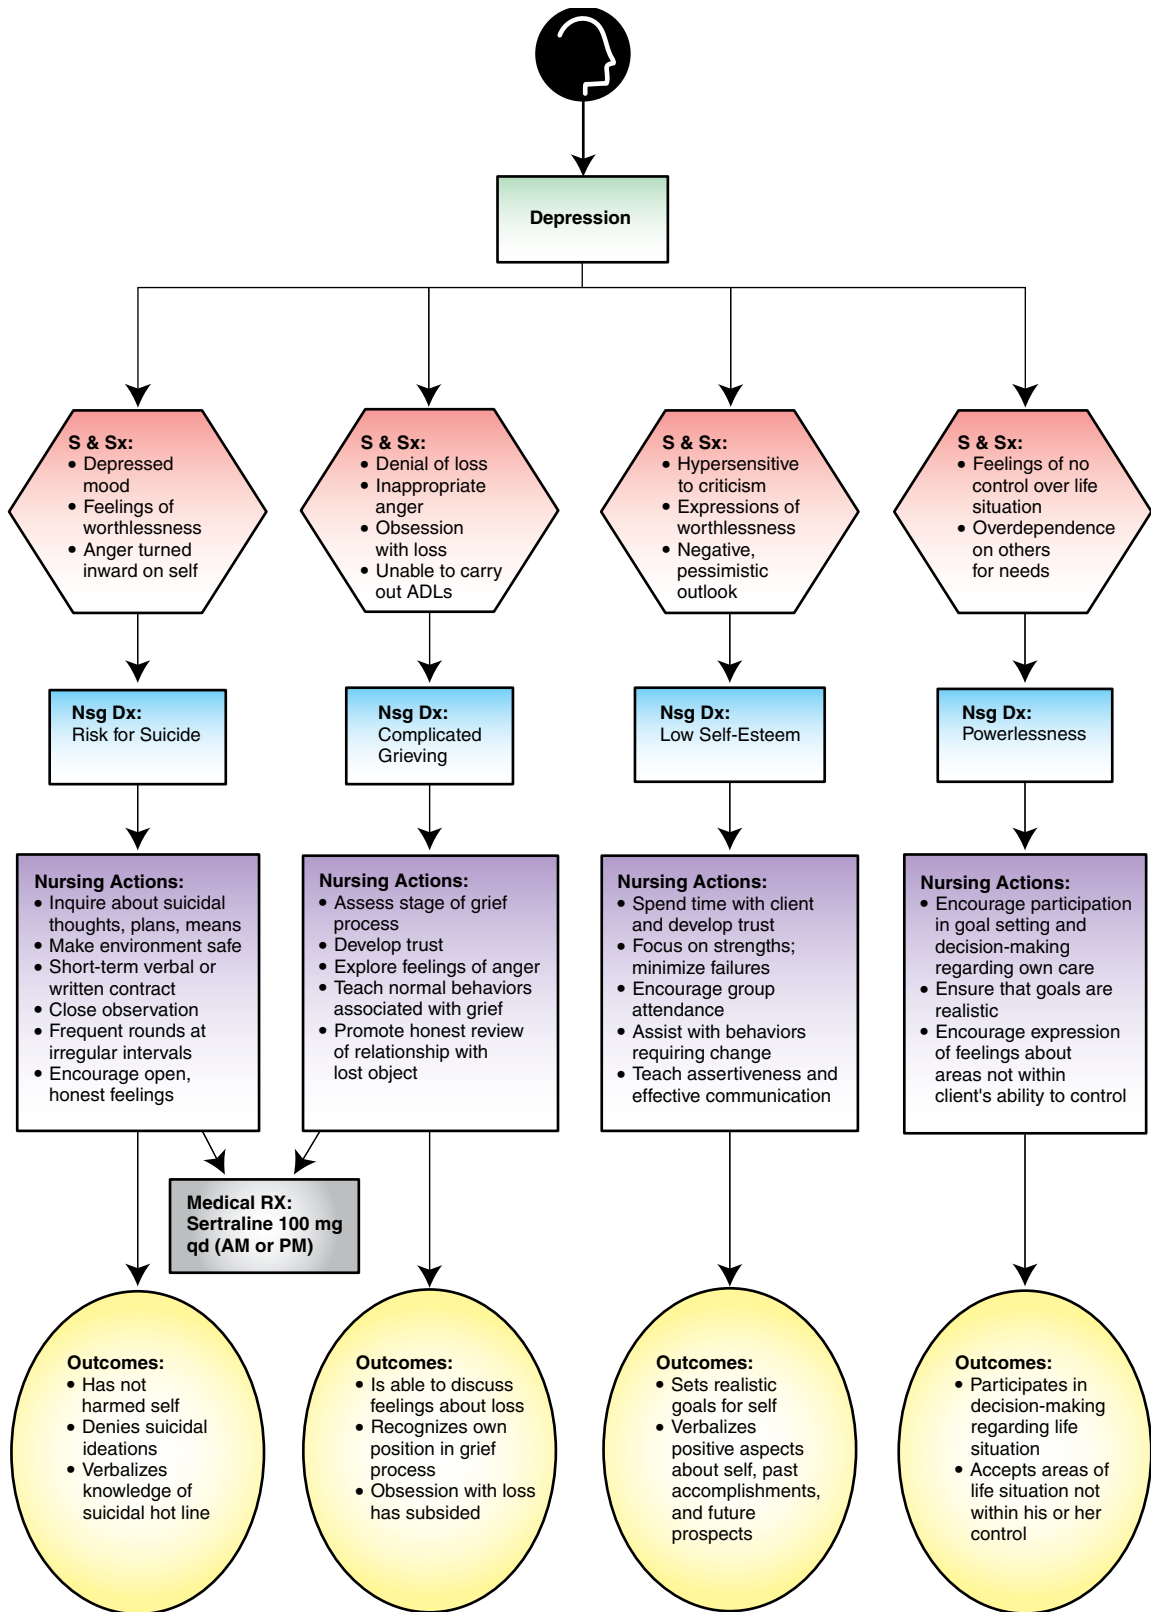 Depression
S & Sx:
• Depressed
mood
• Feelings of
worthlessness
• Anger turned
inward on self
S & Sx:
• Denial of loss
• Inappropriate
anger
• Obsession
with loss
• Unable to carry
out ADLs
S & Sx:
• Hypersensitive
to criticism
• Expressions of
worthlessness
• Negative,
pessimistic
outlook
S & Sx:
• Feelings of no
control over life
situation
• Overdependence
on others
for needs
Nsg Dx:
Risk for Suicide
Nsg Dx:
Complicated
Grieving
Nsg Dx:
Low Self-Esteem
Nsg Dx:
Powerlessness
Nursing Actions:
• Inquire about suicidal
thoughts, plans, means
• Make environment safe
• Short-term verbal or
written contract
• Close observation
• Frequent rounds at
irregular intervals
• Encourage open,
honest feelings
Nursing Actions:
• Assess stage of grief
process
• Develop trust
• Explore feelings of anger
• Teach normal behaviors
associated with grief
• Promote honest review
of relationship with
lost object
Nursing Actions:
• Spend time with client
and develop trust
• Focus on strengths;
minimize failures
• Encourage group
attendance
• Assist with behaviors
requiring change
• Teach assertiveness and
effective communication
Nursing Actions:
• Encourage participation
in goal setting and
decision-making
regarding own care
• Ensure that goals are
realistic
• Encourage expression
of feelings about
areas not within
client's ability to control
Medical RX:
Sertraline 100 mg
qd (AM or PM)
Outcomes:
• Has not
harmed self
• Denies suicidal
ideations
• Verbalizes
knowledge of
suicidal hot line
Outcomes:
• Is able to discuss
feelings about loss
• Recognizes own
position in grief
process
• Obsession with loss
has subsided
Outcomes:
• Sets realistic
goals for self
• Verbalizes
positive aspects
about self, past
accomplishments,
and future
prospects
Outcomes:
• Participates in
decision-making
regarding life
situation
• Accepts areas of
life situation not
within his or her
control